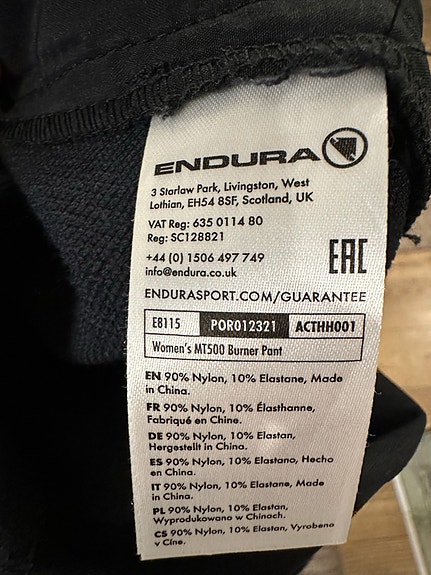 ENDURA
3 Starlaw Park, Livingston, West
Lothian, EH54 8SF, Scotland, UK
VAT Reg: 635 0114 80
Reg: SC128821
+44 (0) 1506 497 749
info@endura.co.uk
EAC
ENDURASPORT.COM/GUARANTEE
E8115 POR012321 ACTHH001
Women's MT500 Burner Pant
EN 90% Nylon, 10% Elastane, Made
in China.
FR 90% Nylon, 10% Élasthanne,
Fabriqué en Chine.
DE 90% Nylon, 10% Elastan,
Hergestellt in China.
ES 90% Nylon, 10% Elastano, Hecho
en China.
IT 90% Nylon, 10% Elastane, Made
in China.
PL 90% Nylon, 10% Elastan,
Wyprodukowano w Chinach.
CS 90% Nylon, 10% Elastan, Vyrobeno
v Číne.